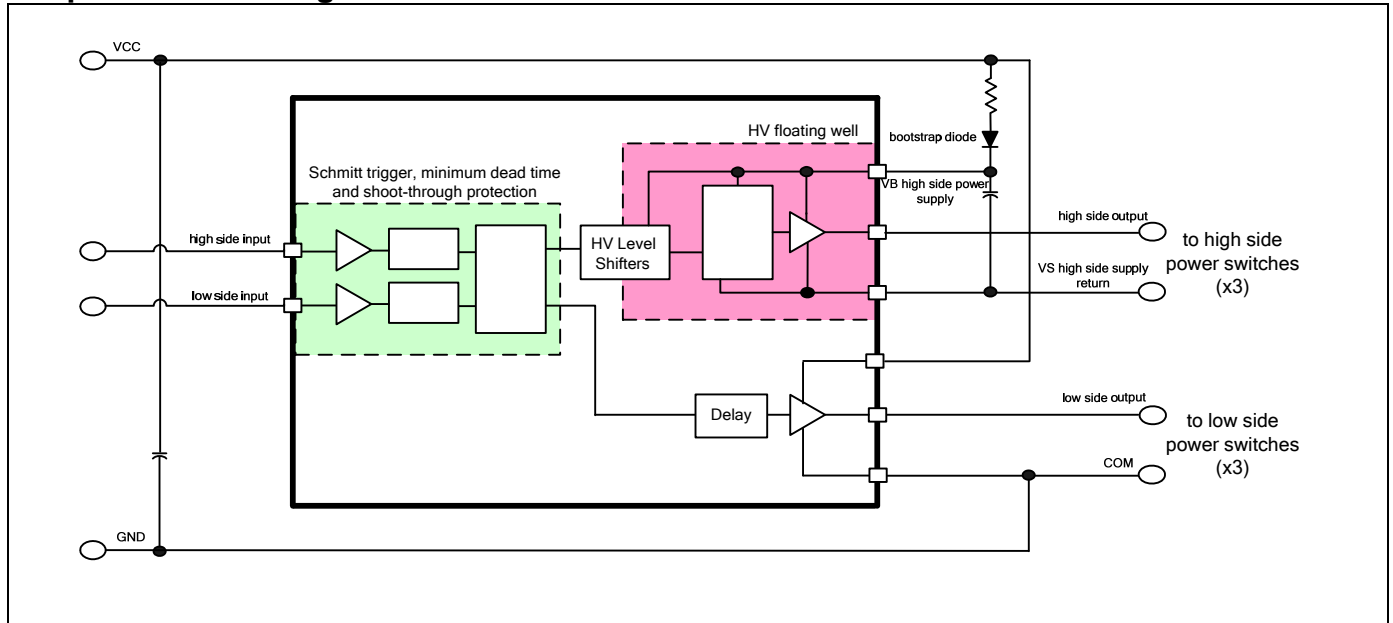 VCC
HV floating well
bootstrap diode
Schmitt trigger, minimum dead time
and shoot-through protection
VB high side power
supply
high side output
high side input
HV Level
Shifters
to high side
power switches
(x3)
VS high side supply
return
low side input
low side output
Delay
to low side
power switches
(x3)
COM
GND